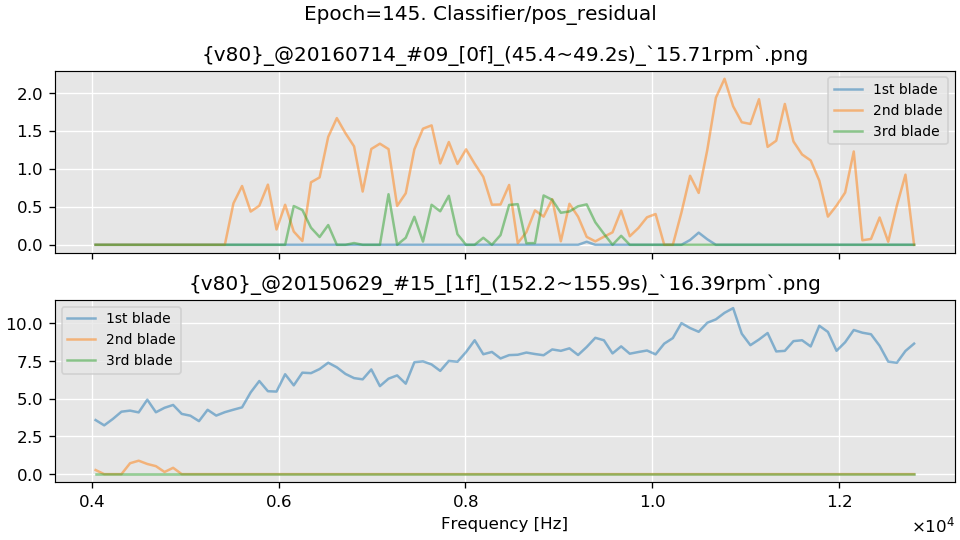 Epoch=145. Classifier/pos_residual
{v80}_@20160714_#09_[0f]_(45.4~49.2s)_`15.71rpm`.png
2.0
1.5
1.0
0.5
0.0
1st blade
2nd blade
3rd blade
{v80}_@20150629_#15_[1f]_(152.2~155.9s)_`16.39rpm`.png
10.0
7.5
5.0
2.5
0.0
1st blade
2nd blade
3rd blade
0.4 0.6 0.8 1.0 1.2
Frequency [Hz]
×10⁴